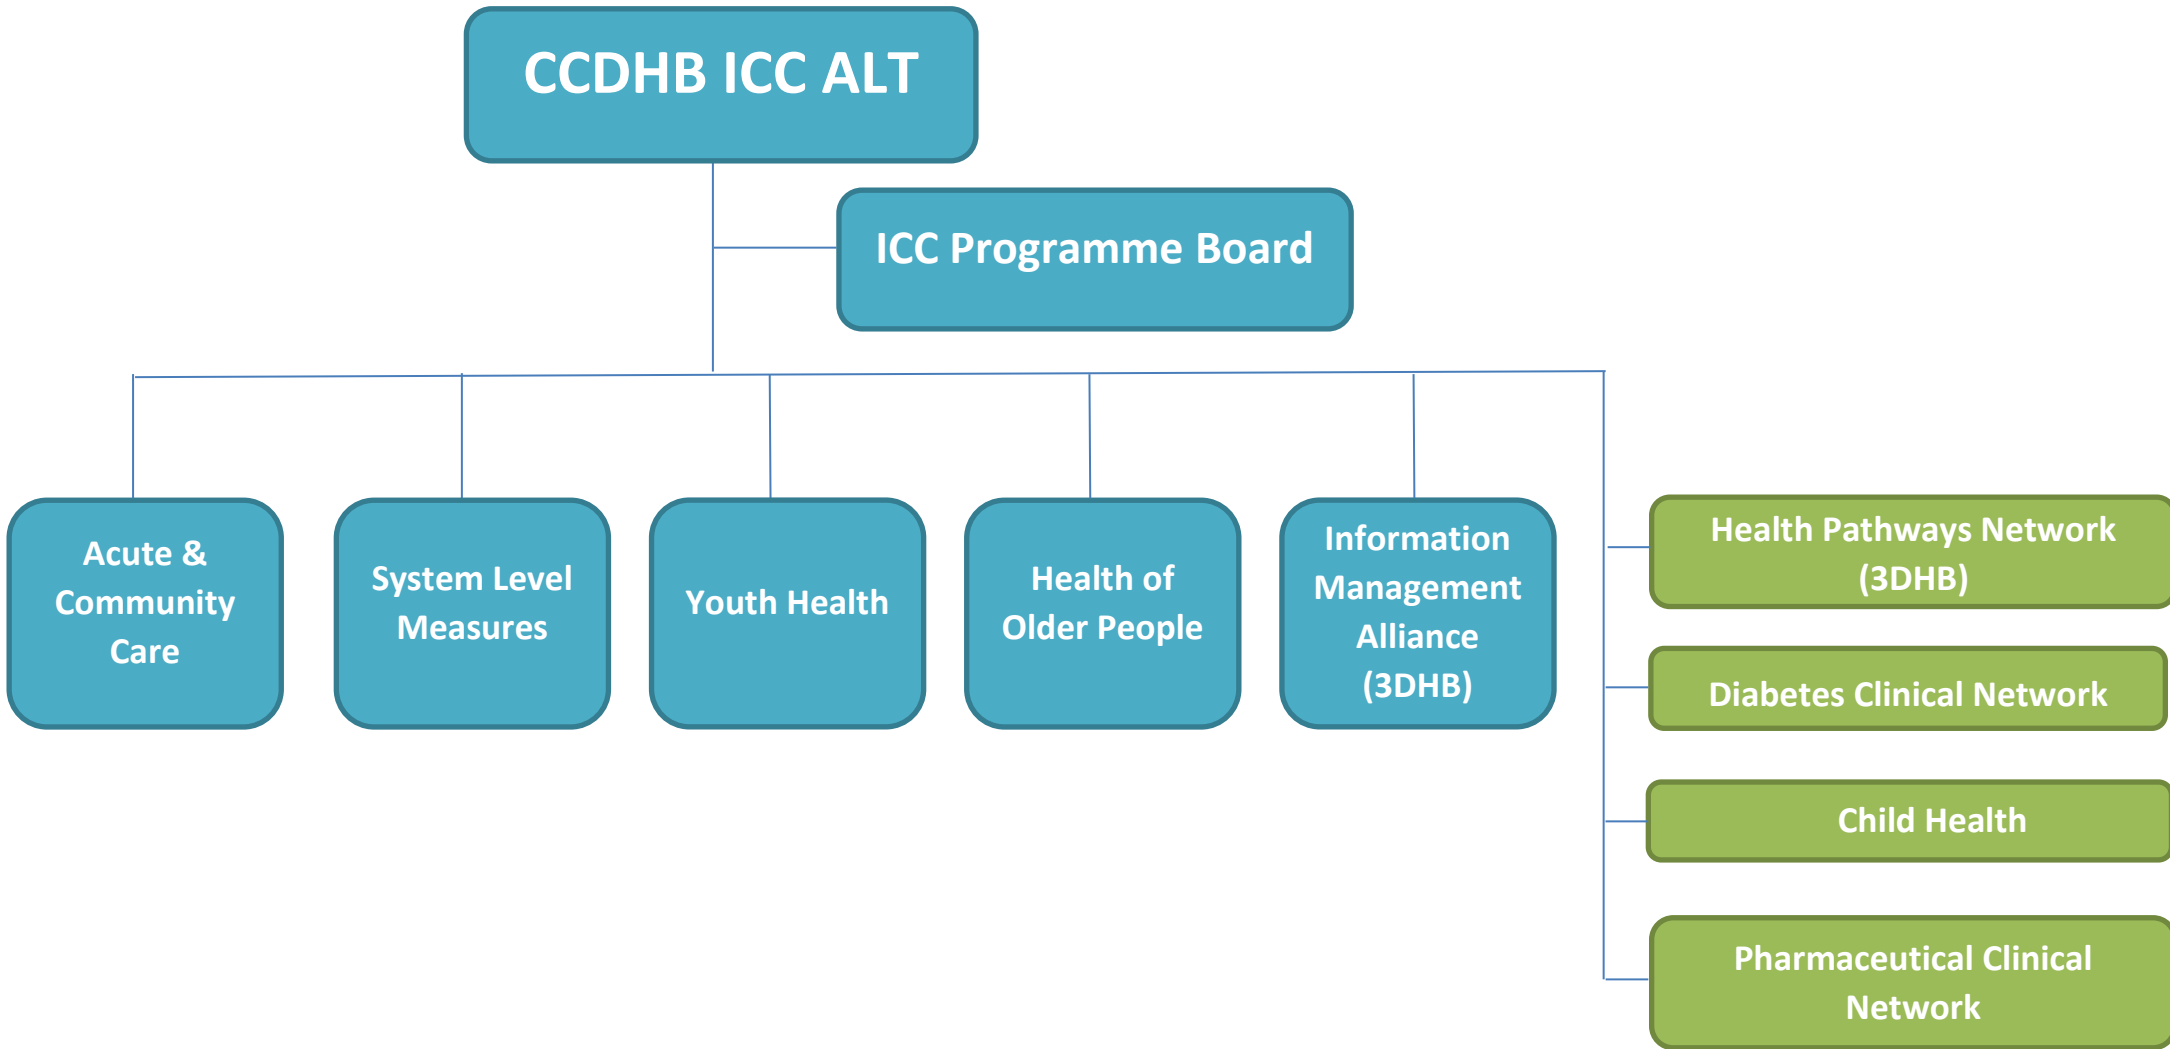 CCDHB ICC ALT
ICC Programme Board
Acute &
Community
Care
System Level
Measures
Youth Health
Health of
Older People
Information
Management
Alliance
(3DHB)
Health Pathways Network
(3DHB)
Diabetes Clinical Network
Child Health
Pharmaceutical Clinical
Network